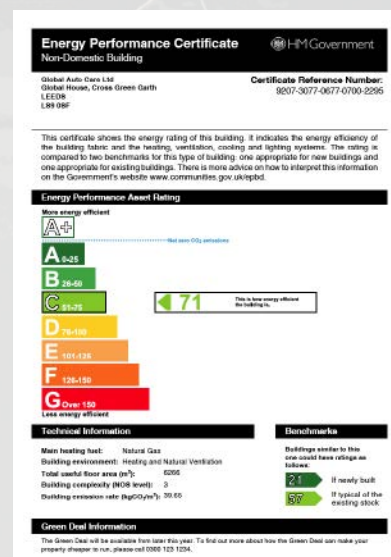 Energy Performance Certificate
Non-Domestic Building
HM Government
Global Auto Care Ltd
Global House, Cross Green Garth
LEEDS
LS9 0SF
Certificate Reference Number:
9207-3077-0677-0700-2295
This certificate shows the energy rating of this building. It indicates the energy efficiency of
the building fabric and the heating, ventilation, cooling and lighting systems. The rating is
compared to two benchmarks for this type of building: one appropriate for new buildings and
one appropriate for existing buildings. There is more advice on how to interpret this information
on the Government's website www.communities.gov.uk/epbd.
Energy Performance Asset Rating
More energy efficient
A+
Net zero CO₂ emissions
A 0-25
B 26-50
C 51-75
71
This is how energy efficient
the building is.
D 76-100
E 101-125
F 126-150
G Over 150
Less energy efficient
Technical Information
Main heating fuel: Natural Gas
Building environment: Heating and Natural Ventilation
Total useful floor area (m²): 6266
Building complexity (NOS level): 3
Building emission rate (kgCO₂/m²):
Benchmarks
Buildings similar to this
one could have ratings as
follows:
21 If newly built
57 If typical of the
existing stock
Green Deal Information
The Green Deal will be available from later this year. To find out more about how the Green Deal can make your
property cheaper to run, please call 0300 123 1234.